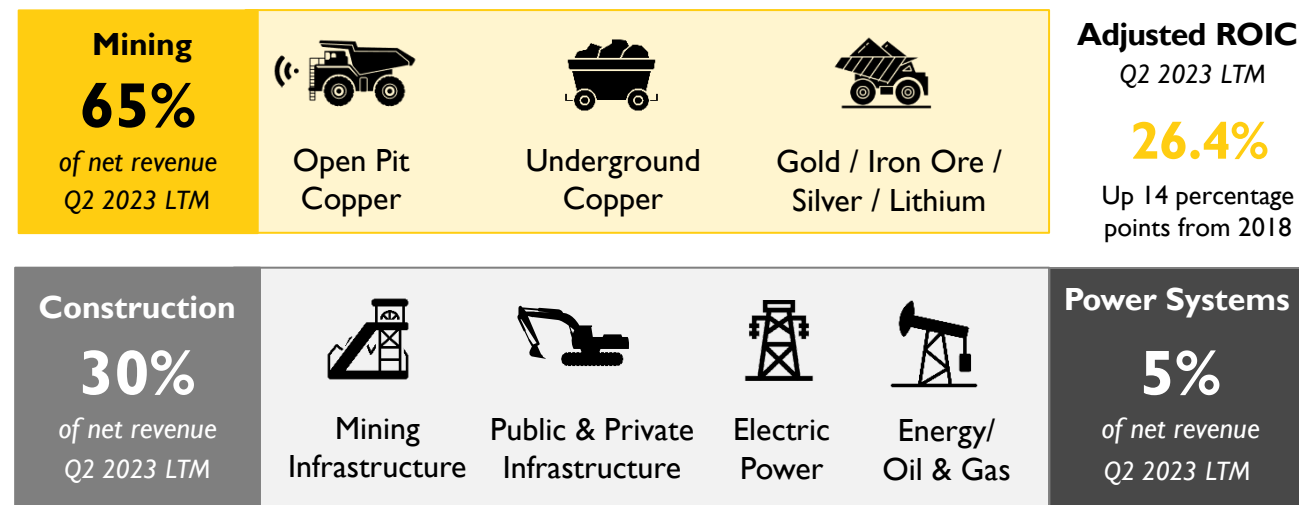 Mining
65%
of net revenue
Q2 2023 LTM
Open Pit
Copper
Underground
Copper
Gold / Iron Ore /
Silver / Lithium
Adjusted ROIC
Q2 2023 LTM
26.4%
Up 14 percentage
points from 2018
Construction
30%
of net revenue
Q2 2023 LTM
Mining
Infrastructure
Public & Private
Infrastructure
Electric
Power
Energy/
Oil & Gas
Power Systems
5%
of net revenue
Q2 2023 LTM